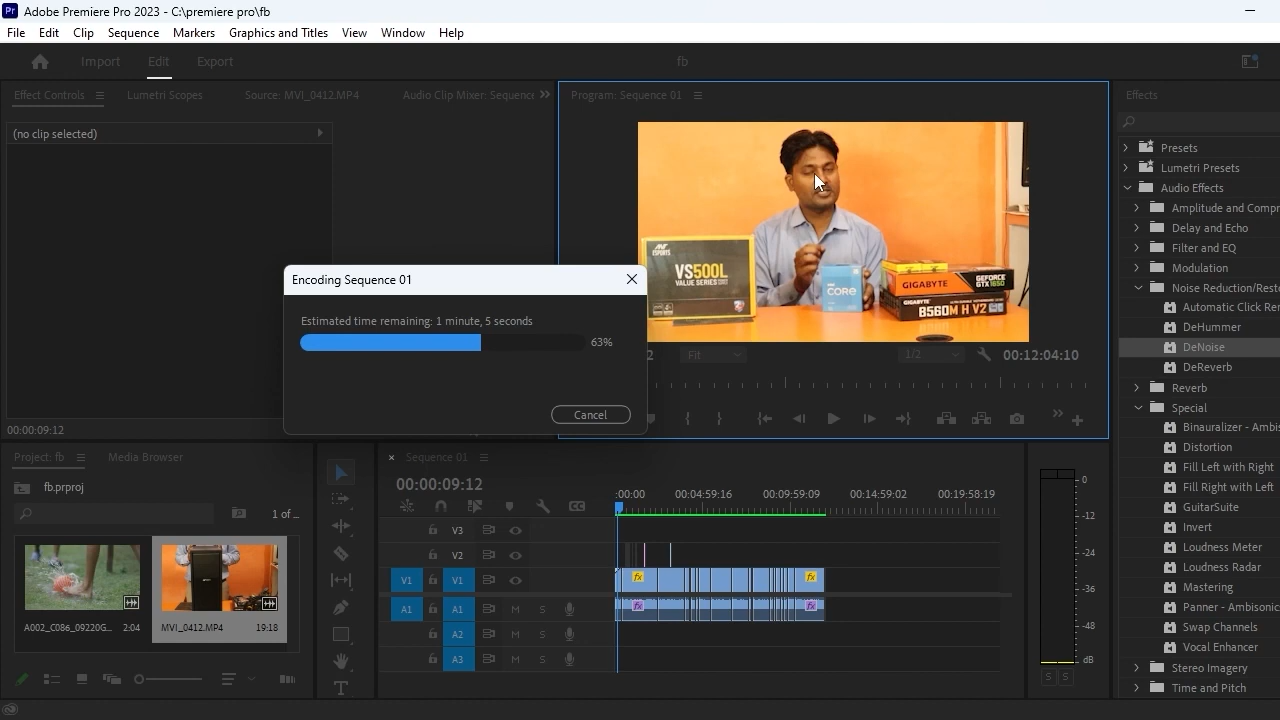 Adobe Premiere Pro 2023 - C:\premiere pro\fb
File Edit Clip Sequence Markers Graphics and Titles View Window Help
Import Edit Export fb
Effect Controls Lumetri Scopes Source: MVI_0412.MP4 Audio Clip Mixer: Sequence
Program: Sequence 01
Effects
(no clip selected)
VS500L
VALUE SERIES
CORE
GIGABYTE
GEFORCE
GTX 1650
GIGABYTE
B560M H V2
Encoding Sequence 01
Estimated time remaining: 1 minute, 5 seconds
63%
Cancel
Fit 1/2 00:12:04:10
00:00:09:12
Presets
Lumetri Presets
Audio Effects
Amplitude and Compr
Delay and Echo
Filter and EQ
Modulation
Noise Reduction/Resto
Automatic Click Rem
DeHummer
DeNoise
DeReverb
Reverb
Special
Binauralizer - Ambis
Distortion
Fill Left with Right
Fill Right with Left
GuitarSuite
Invert
Loudness Meter
Loudness Radar
Mastering
Panner - Ambisonic
Swap Channels
Vocal Enhancer
Stereo Imagery
Time and Pitch
Project: fb Media Browser
fb.prproj
1 of ...
A002_C086_09220G... 2:04
MVI_0412.MP4 19:18
Sequence 01
00:00:09:12
:00:00 00:04:59:16 00:09:59:09 00:14:59:02 00:19:58:19
V3
V2
V1 V1
fx fx
A1 A1 M S
fx fx
A2 M S
A3 M S
0
-12
-24
-36
-48
dB
S S